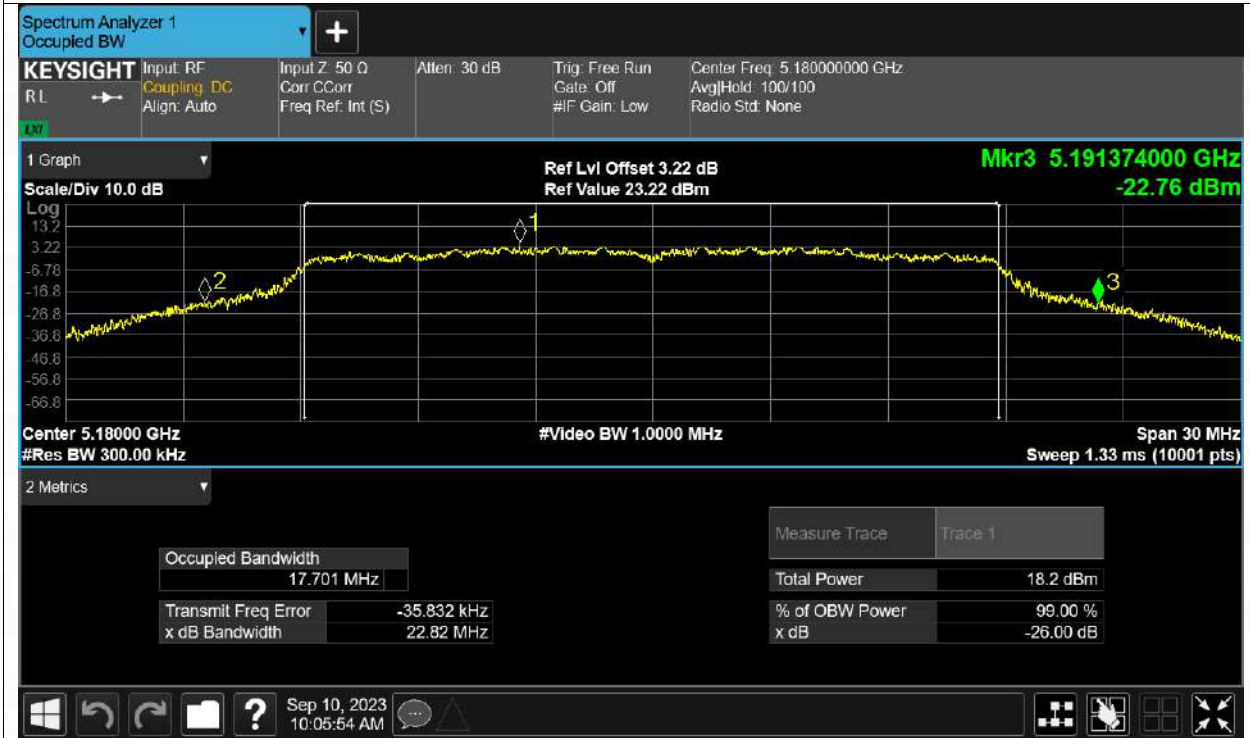 Spectrum Analyzer 1
Occupied BW
+
KEYSIGHT
RL
LXI
Input: RF
Coupling: DC
Align: Auto
Input Z: 50 Ω
Corr CCorr
Freq Ref: Int (S)
Atten: 30 dB
Trig: Free Run
Gate: Off
#IF Gain: Low
Center Freq: 5.180000000 GHz
Avg|Hold: 100/100
Radio Std: None
1 Graph
Scale/Div 10.0 dB
Ref Lvl Offset 3.22 dB
Ref Value 23.22 dBm
Mkr3 5.191374000 GHz
-22.76 dBm
Log
13.2
3.22
-6.78
-16.8
-26.8
-36.8
-46.8
-56.8
-66.8
1
2
3
Center 5.18000 GHz
#Res BW 300.00 kHz
#Video BW 1.0000 MHz
Span 30 MHz
Sweep 1.33 ms (10001 pts)
2 Metrics
Measure Trace Trace 1
Occupied Bandwidth
17.701 MHz
Total Power 18.2 dBm
Transmit Freq Error -35.832 kHz
% of OBW Power 99.00 %
x dB Bandwidth 22.82 MHz
x dB -26.00 dB
?
Sep 10, 2023
10:05:54 AM